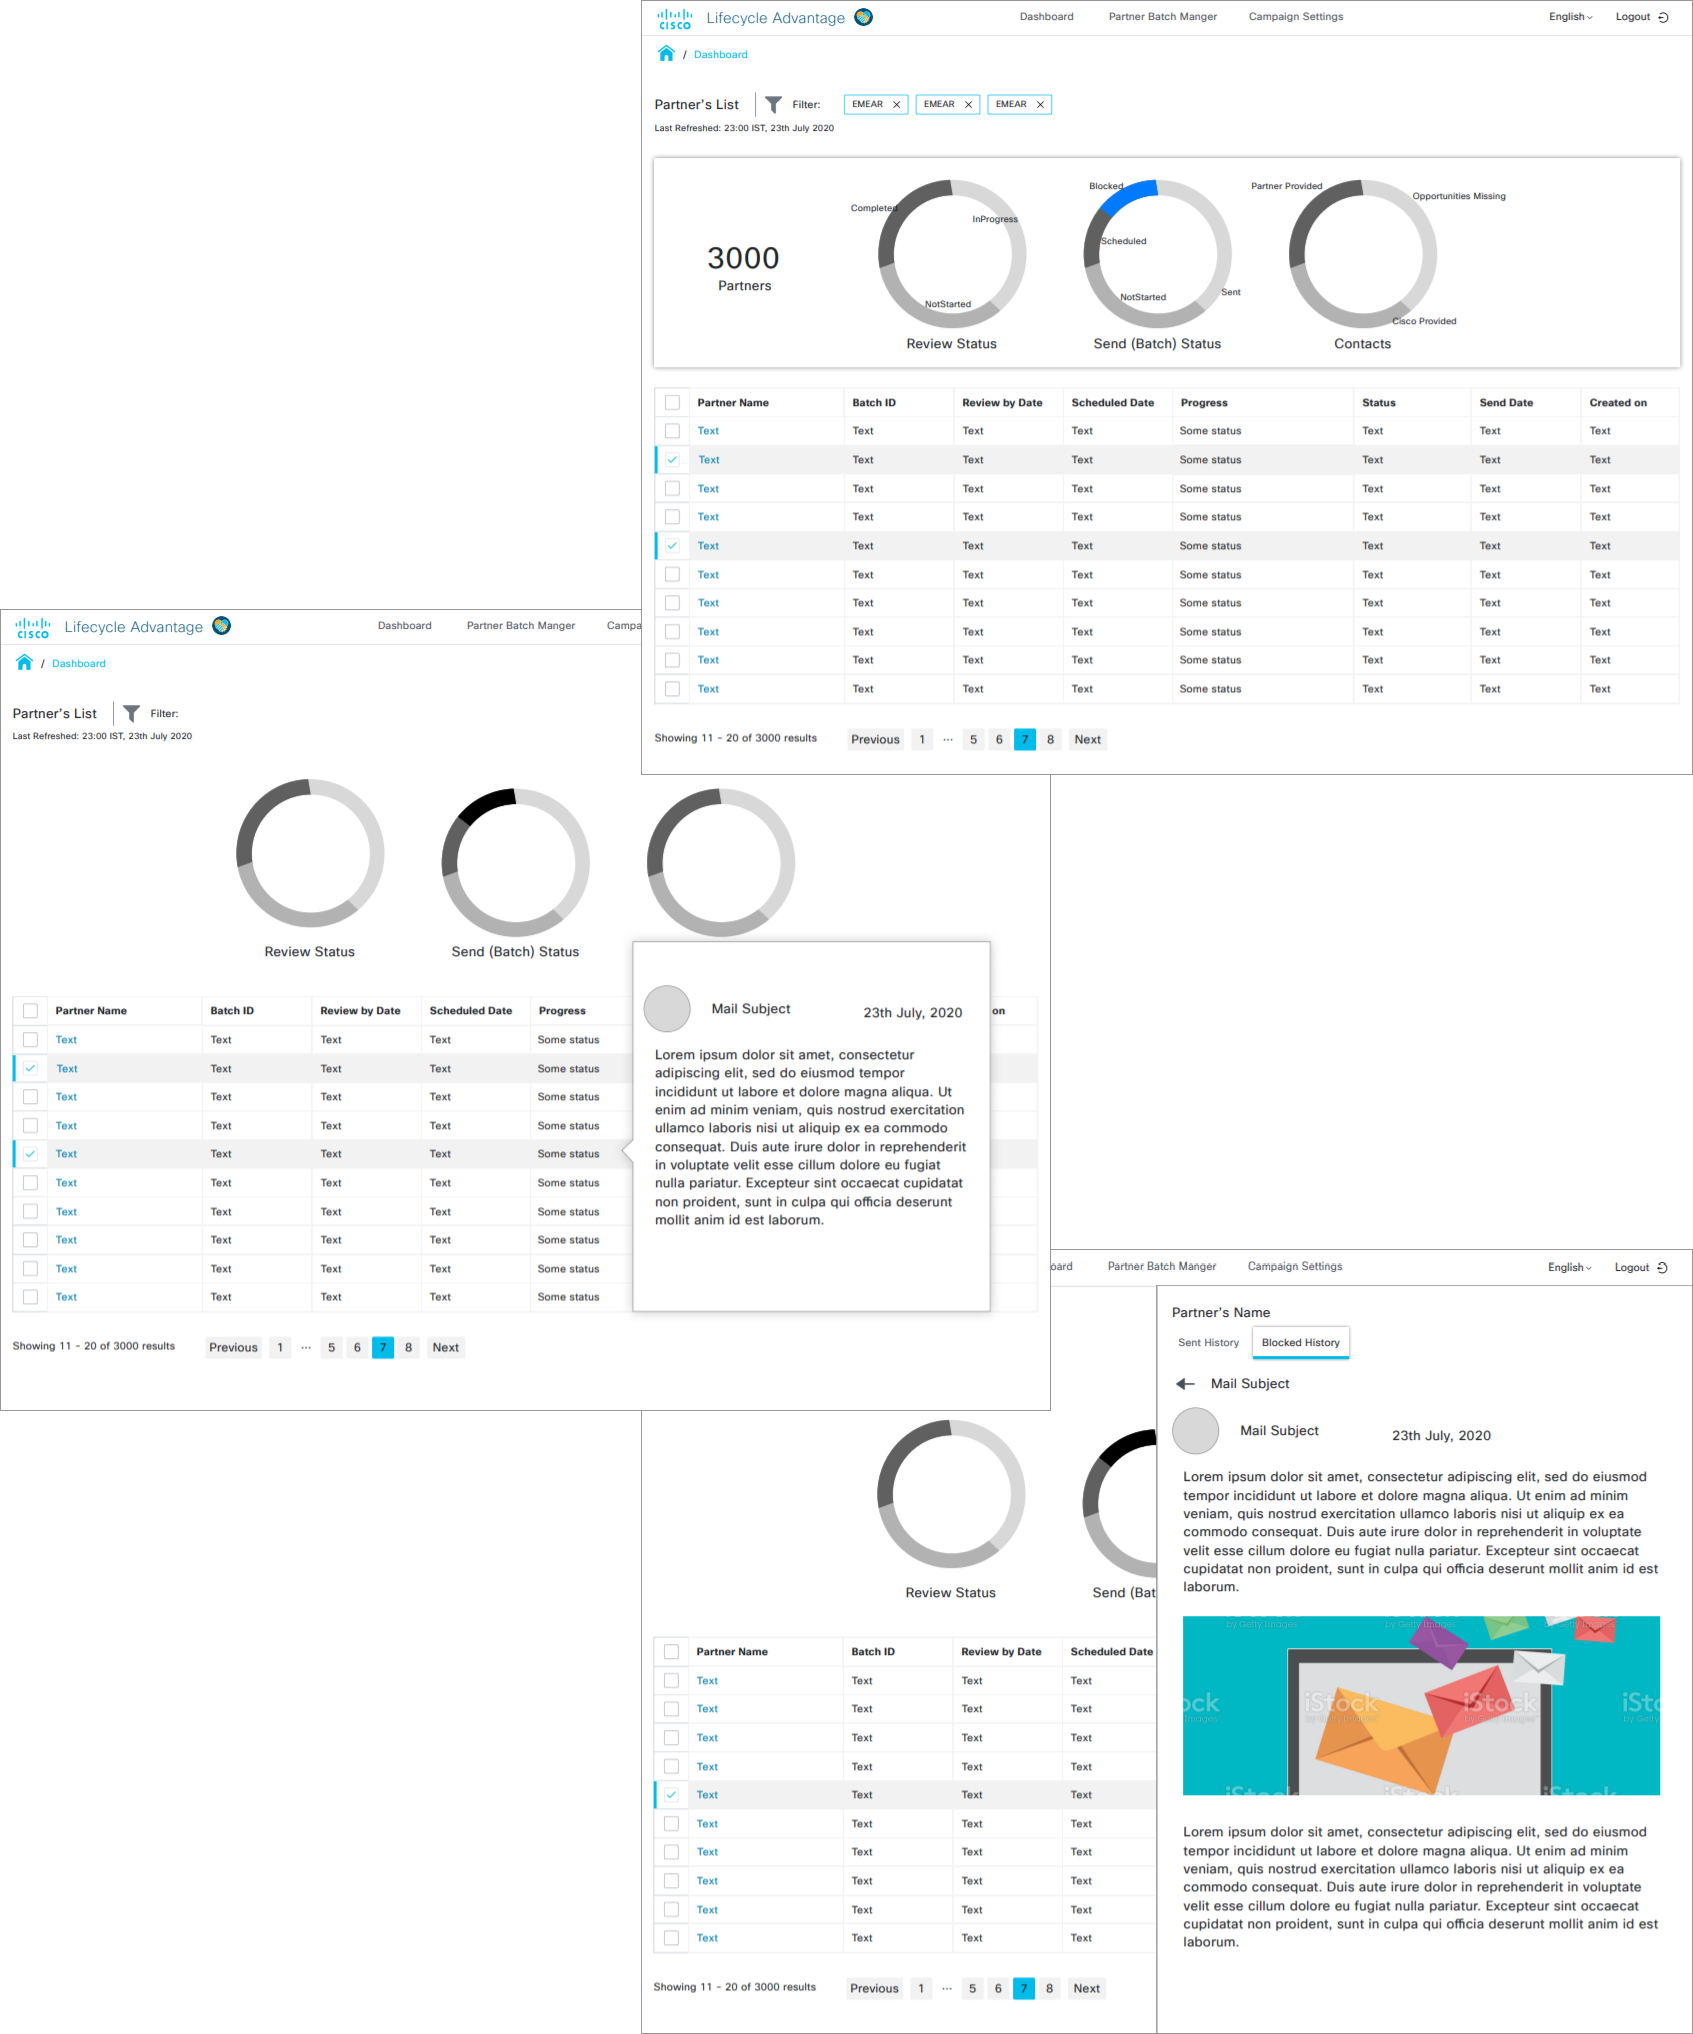 CISCO Lifecycle Advantage Dashboard Partner Batch Manger Campaign Settings English Logout
/ Dashboard
Partner's List Filter: EMEAR EMEAR EMEAR
Last Refreshed: 23:00 IST, 23th July 2020
3000
Partners
Completed InProgress NotStarted
Review Status
Blocked Scheduled NotStarted Sent
Send (Batch) Status
Partner Provided Opportunities Missing Cisco Provided
Contacts
Partner Name Batch ID Review by Date Scheduled Date Progress Status Send Date Created on
Text Text Text Text Some status Text Text Text
Text Text Text Text Some status Text Text Text
Text Text Text Text Some status Text Text Text
Text Text Text Text Some status Text Text Text
Text Text Text Text Some status Text Text Text
Text Text Text Text Some status Text Text Text
Text Text Text Text Some status Text Text Text
Text Text Text Text Some status Text Text Text
Text Text Text Text Some status Text Text Text
Text Text Text Text Some status Text Text Text
Showing 11 - 20 of 3000 results Previous 1 ... 5 6 7 8 Next
CISCO Lifecycle Advantage Dashboard Partner Batch Manger Campa
/ Dashboard
Partner's List Filter:
Last Refreshed: 23:00 IST, 23th July 2020
Review Status Send (Batch) Status
Partner Name Batch ID Review by Date Scheduled Date Progress on
Text Text Text Text Some status
Text Text Text Text Some status
Text Text Text Text Some status
Text Text Text Text Some status
Text Text Text Text Some status
Text Text Text Text Some status
Text Text Text Text Some status
Text Text Text Text Some status
Text Text Text Text Some status
Text Text Text Text Some status
Showing 11 - 20 of 3000 results Previous 1 ... 5 6 7 8 Next
Mail Subject 23th July, 2020
Lorem ipsum dolor sit amet, consectetur
adipiscing elit, sed do eiusmod tempor
incididunt ut labore et dolore magna aliqua. Ut
enim ad minim veniam, quis nostrud exercitation
ullamco laboris nisi ut aliquip ex ea commodo
consequat. Duis aute irure dolor in reprehenderit
in voluptate velit esse cillum dolore eu fugiat
nulla pariatur. Excepteur sint occaecat cupidatat
non proident, sunt in culpa qui officia deserunt
mollit anim id est laborum.
oard Partner Batch Manger Campaign Settings English Logout
Review Status Send (Bat
Partner Name Batch ID Review by Date Scheduled Date
Text Text Text Text
Text Text Text Text
Text Text Text Text
Text Text Text Text
Text Text Text Text
Text Text Text Text
Text Text Text Text
Text Text Text Text
Text Text Text Text
Text Text Text Text
Showing 11 - 20 of 3000 results Previous 1 ... 5 6 7 8 Next
Partner's Name
Sent History Blocked History
Mail Subject
Mail Subject 23th July, 2020
Lorem ipsum dolor sit amet, consectetur adipiscing elit, sed do eiusmod
tempor incididunt ut labore et dolore magna aliqua. Ut enim ad minim
veniam, quis nostrud exercitation ullamco laboris nisi ut aliquip ex ea
commodo consequat. Duis aute irure dolor in reprehenderit in voluptate
velit esse cillum dolore eu fugiat nulla pariatur. Excepteur sint occaecat
cupidatat non proident, sunt in culpa qui officia deserunt mollit anim id est
laborum.
by Getty Images by Getty Images by Getty Images
ock iStock iStock iSto
Images by Getty Images by Getty Images by Getty
iStock iStock iStock
Lorem ipsum dolor sit amet, consectetur adipiscing elit, sed do eiusmod
tempor incididunt ut labore et dolore magna aliqua. Ut enim ad minim
veniam, quis nostrud exercitation ullamco laboris nisi ut aliquip ex ea
commodo consequat. Duis aute irure dolor in reprehenderit in voluptate
velit esse cillum dolore eu fugiat nulla pariatur. Excepteur sint occaecat
cupidatat non proident, sunt in culpa qui officia deserunt mollit anim id est
laborum.